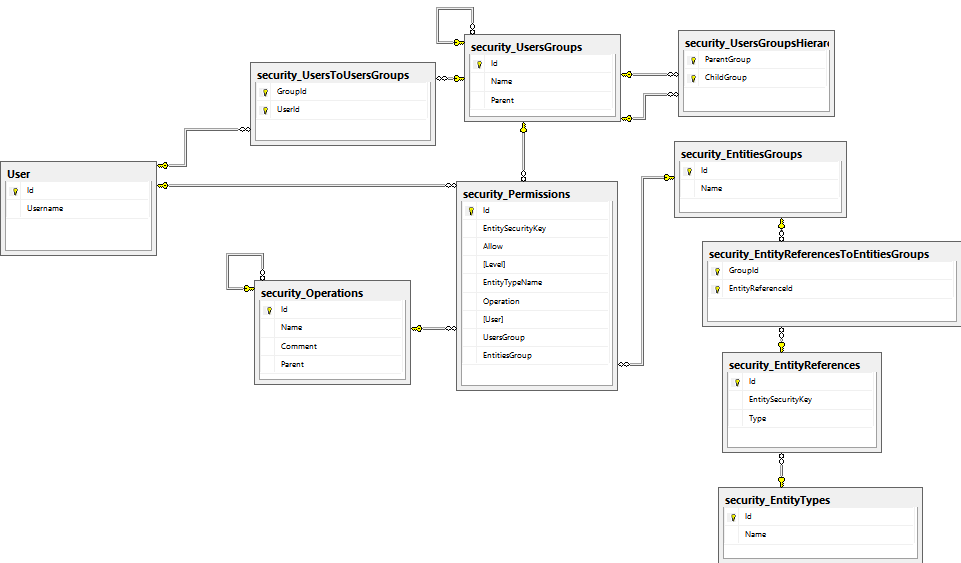 security_UsersGroups
Id
Name
Parent
security_UsersGroupsHierar
ParentGroup
ChildGroup
security_UsersToUsersGroups
GroupId
UserId
User
Id
Username
security_EntitiesGroups
Id
Name
security_Permissions
Id
EntitySecurityKey
Allow
[Level]
EntityTypeName
Operation
[User]
UsersGroup
EntitiesGroup
security_EntityReferencesToEntitiesGroups
GroupId
EntityReferenceId
security_Operations
Id
Name
Comment
Parent
security_EntityReferences
Id
EntitySecurityKey
Type
security_EntityTypes
Id
Name